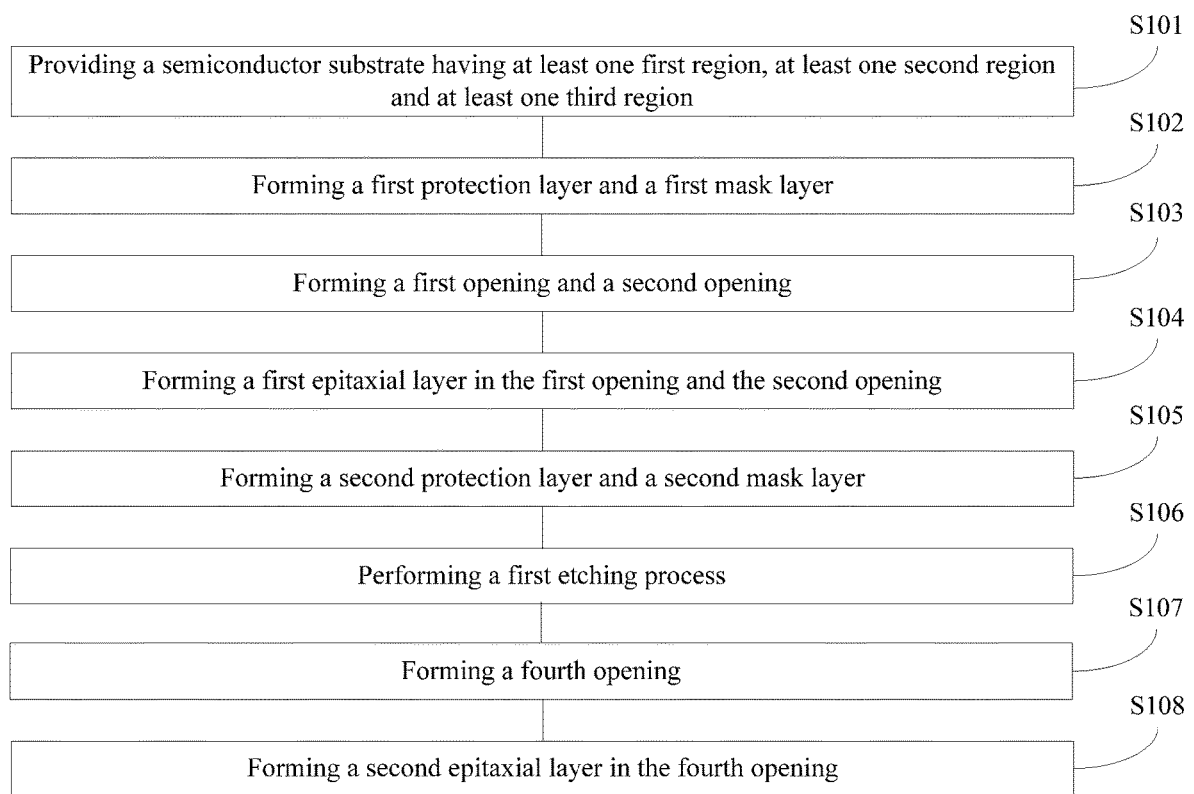 S101
Providing a semiconductor substrate having at least one first region, at least one second region
and at least one third region
S102
Forming a first protection layer and a first mask layer
S103
Forming a first opening and a second opening
S104
Forming a first epitaxial layer in the first opening and the second opening
S105
Forming a second protection layer and a second mask layer
S106
Performing a first etching process
S107
Forming a fourth opening
S108
Forming a second epitaxial layer in the fourth opening